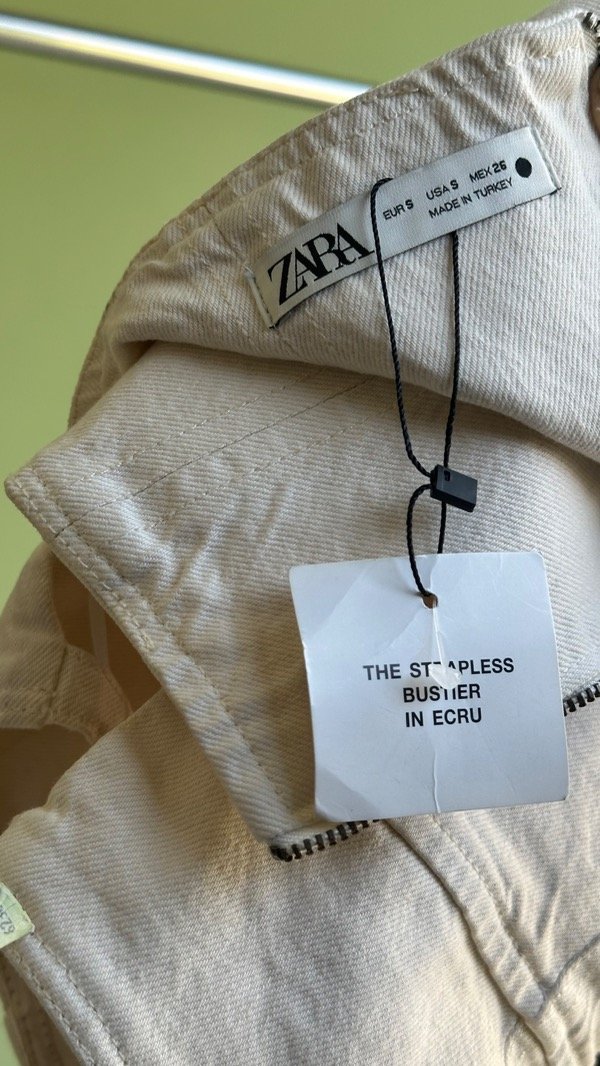 ZARA
EUR S USA S MEX 26
MADE IN TURKEY
THE STRAPLESS
BUSTIER
IN ECRU